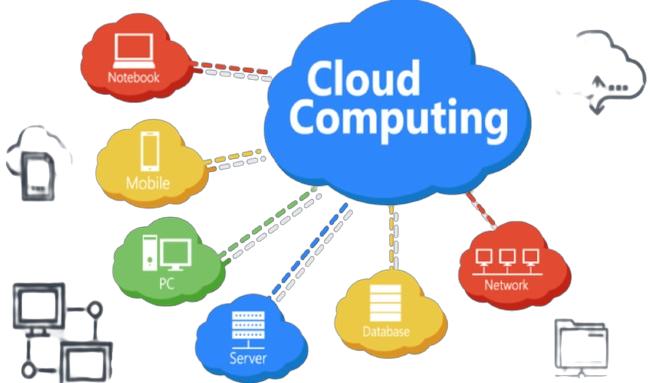 Cloud
Computing
Notebook
Mobile
PC
Server
Database
Network